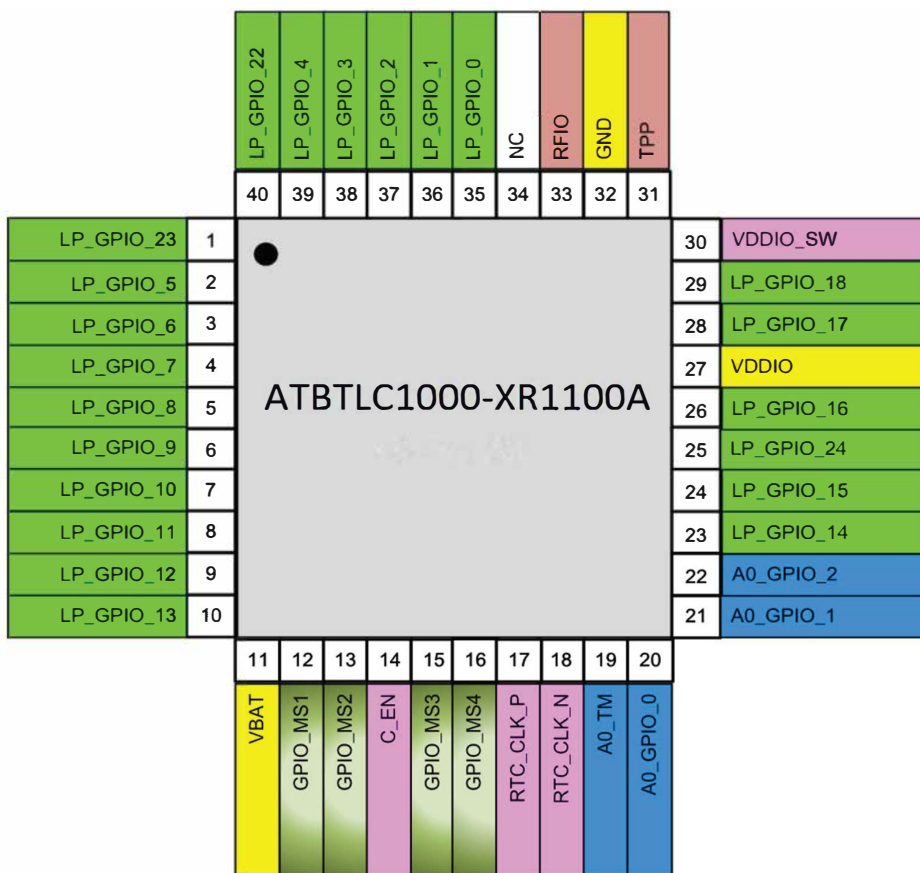 LP_GPIO_22
LP_GPIO_4
LP_GPIO_3
LP_GPIO_2
LP_GPIO_1
LP_GPIO_0
NC
RFIO
GND
TPP
40 39 38 37 36 35 34 33 32 31
LP_GPIO_23 1
LP_GPIO_5 2
LP_GPIO_6 3
LP_GPIO_7 4
LP_GPIO_8 5
LP_GPIO_9 6
LP_GPIO_10 7
LP_GPIO_11 8
LP_GPIO_12 9
LP_GPIO_13 10
ATBTLC1000-XR1100A
30 VDDIO_SW
29 LP_GPIO_18
28 LP_GPIO_17
27 VDDIO
26 LP_GPIO_16
25 LP_GPIO_24
24 LP_GPIO_15
23 LP_GPIO_14
22 A0_GPIO_2
21 A0_GPIO_1
11 12 13 14 15 16 17 18 19 20
VBAT
GPIO_MS1
GPIO_MS2
C_EN
GPIO_MS3
GPIO_MS4
RTC_CLK_P
RTC_CLK_N
A0_TM
A0_GPIO_0